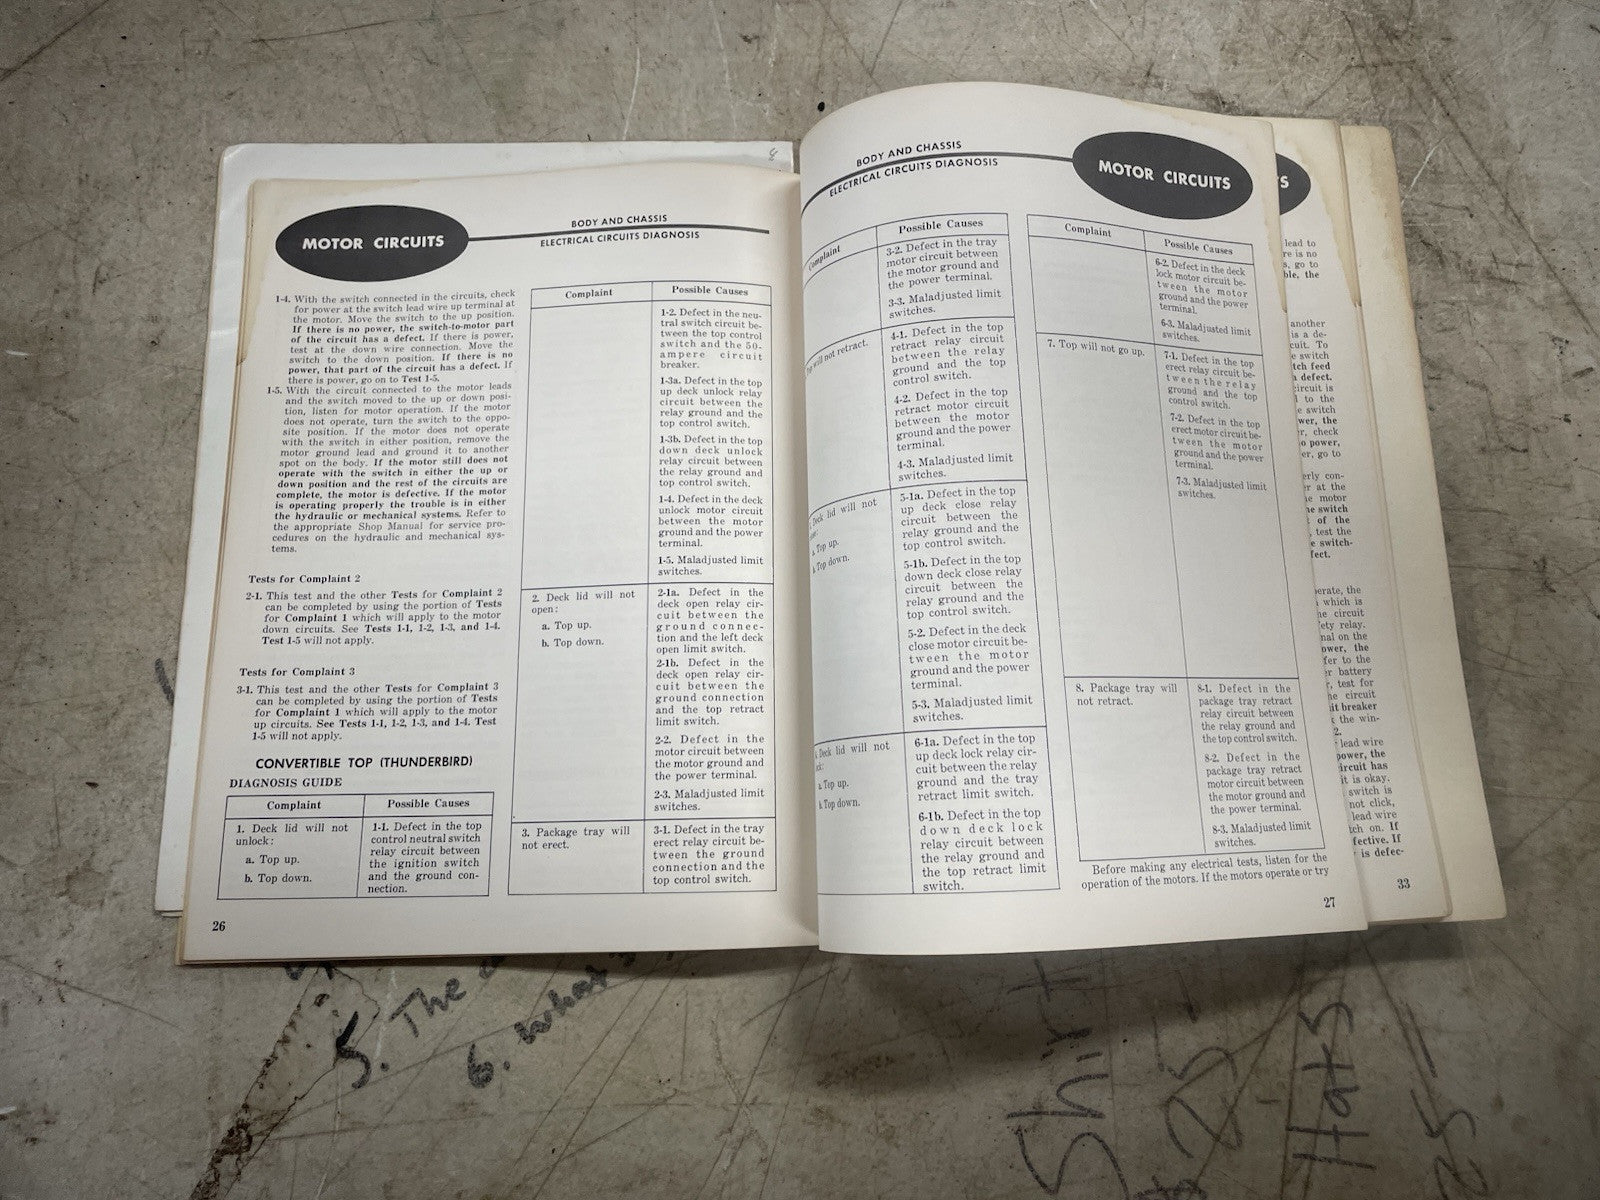 MOTOR CIRCUITS
BODY AND CHASSIS
ELECTRICAL CIRCUITS DIAGNOSIS
1-4. With the switch connected in the circuits, check
for power at the switch lead wire up terminal at
the motor. Move the switch to the up position.
If there is no power, the switch-to-motor part
of the circuit has a defect. If there is power,
test at the down wire connection. Move the
switch to the down position. If there is no
power, that part of the circuit has a defect. If
there is power, go on to Test 1-5.
1-5. With the circuit connected to the motor leads
and the switch moved to the up or down posi-
tion, listen for motor operation. If the motor
does not operate, turn the switch to the oppo-
site position. If the motor does not operate
with the switch in either position, remove the
motor ground lead and ground it to another
spot on the body. If the motor still does not
operate with the switch in either the up or
down position and the rest of the circuits are
complete, the motor is defective. If the motor
is operating properly the trouble is in either
the hydraulic or mechanical systems. Refer to
the appropriate Shop Manual for service pro-
cedures on the hydraulic and mechanical sys-
tems.
Tests for Complaint 2
2-1. This test and the other Tests for Complaint 2
can be completed by using the portion of Tests
for Complaint 1 which will apply to the motor
down circuits. See Tests 1-1, 1-2, 1-3, and 1-4.
Test 1-5 will not apply.
Tests for Complaint 3
3-1. This test and the other Tests for Complaint 3
can be completed by using the portion of Tests
for Complaint 1 which will apply to the motor
up circuits. See Tests 1-1, 1-2, 1-3, and 1-4. Test
1-5 will not apply.
CONVERTIBLE TOP (THUNDERBIRD)
DIAGNOSIS GUIDE
Complaint
Possible Causes
1. Deck lid will not
unlock:
a. Top up.
b. Top down.
1-1. Defect in the top
control neutral switch
relay circuit between
the ignition switch
and the ground con-
nection.
26
Complaint
Possible Causes
1-2. Defect in the neu-
tral switch circuit be-
tween the top control
switch and the 50-
ampere circuit
breaker.
1-3a. Defect in the top
up deck unlock relay
circuit between the
relay ground and the
top control switch.
1-3b. Defect in the top
down deck unlock
relay circuit between
the relay ground and
top control switch.
1-4. Defect in the deck
unlock motor circuit
between the motor
ground and the power
terminal.
1-5. Maladjusted limit
switches.
2. Deck lid will not
open:
a. Top up.
b. Top down.
2-1a. Defect in the
deck open relay cir-
cuit between the
ground connec-
tion and the left deck
open limit switch.
2-1b. Defect in the
deck open relay cir-
cuit between the
ground connection
and the top retract
limit switch.
2-2. Defect in the
motor circuit between
the motor ground and
the power terminal.
2-3. Maladjusted limit
switches.
3. Package tray will
not erect.
3-1. Defect in the tray
erect relay circuit be-
tween the ground
connection and the
top control switch.
BODY AND CHASSIS
ELECTRICAL CIRCUITS DIAGNOSIS
MOTOR CIRCUITS
Complaint
Possible Causes
3-2. Defect in the tray
motor circuit between
the motor ground and
the power terminal.
3-3. Maladjusted limit
switches.
Top will not retract.
4-1. Defect in the top
retract relay circuit
between the relay
ground and the top
control switch.
4-2. Defect in the top
retract motor circuit
between the motor
ground and the power
terminal.
4-3. Maladjusted limit
switches.
Deck lid will not
Top up.
Top down.
5-1a. Defect in the top
up deck close relay
circuit between the
relay ground and the
top control switch.
5-1b. Defect in the top
down deck close relay
circuit between the
relay ground and the
top control switch.
5-2. Defect in the deck
close motor circuit be-
tween the motor
ground and the power
terminal.
5-3. Maladjusted limit
switches.
Deck lid will not
Top up.
Top down.
6-1a. Defect in the top
up deck lock relay cir-
cuit between the relay
ground and the tray
retract limit switch.
6-1b. Defect in the top
down deck lock
relay circuit between
the relay ground and
the top retract limit
switch.
Complaint
Possible Causes
6-2. Defect in the deck
lock motor circuit be-
tween the motor
ground and the power
terminal.
6-3. Maladjusted limit
switches.
7. Top will not go up.
7-1. Defect in the top
erect relay circuit be-
tween the relay
ground and the top
control switch.
7-2. Defect in the top
erect motor circuit be-
tween the motor
ground and the power
terminal.
7-3. Maladjusted limit
switches.
8. Package tray will
not retract.
8-1. Defect in the
package tray retract
relay circuit between
the relay ground and
the top control switch.
8-2. Defect in the
package tray retract
motor circuit between
the motor ground and
the power terminal.
8-3. Maladjusted limit
switches.
Before making any electrical tests, listen for the
operation of the motors. If the motors operate or try
27
33
5. The
6. what
Shirt
25
Hats
25